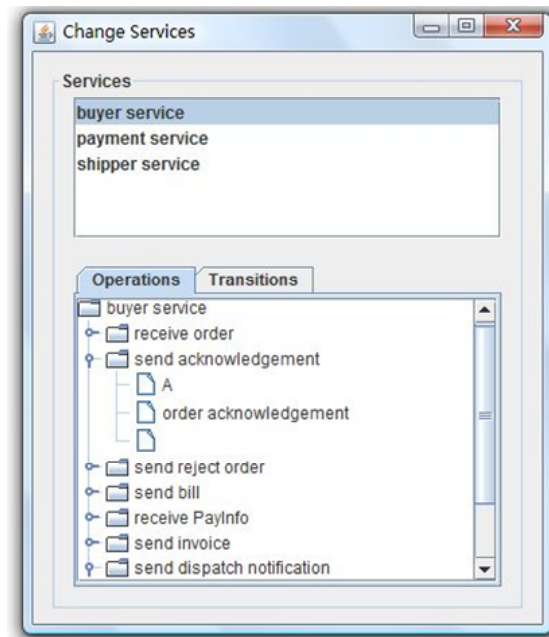 Change Services
Services
buyer service
payment service
shipper service
Operations
Transitions
buyer service
receive order
send acknowledgement
A
order acknowledgement
send reject order
send bill
receive PayInfo
send invoice
send dispatch notification